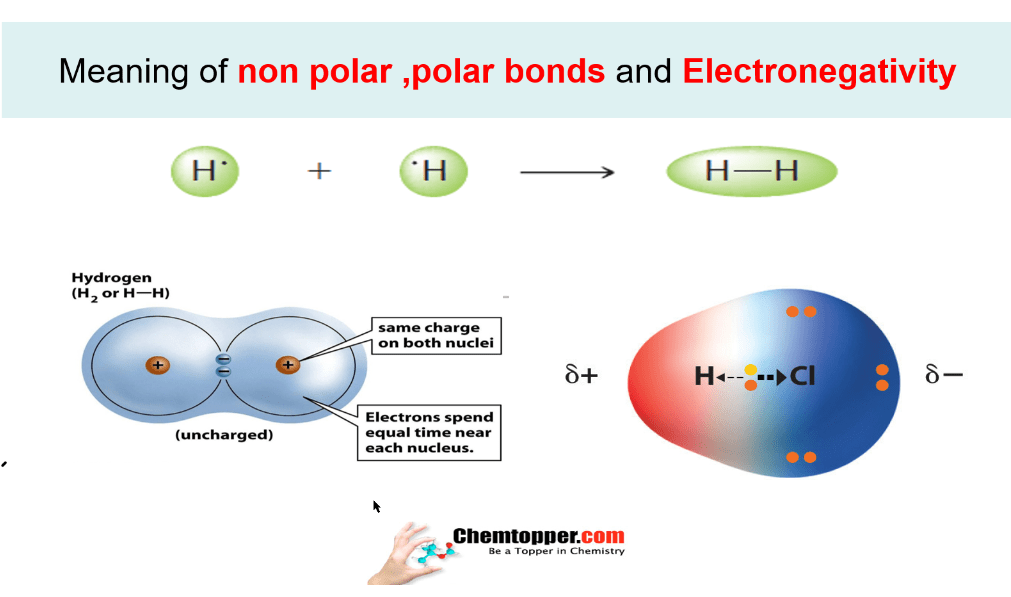 Meaning of non polar ,polar bonds and Electronegativity
H· + ·H → H—H
Hydrogen
(H₂ or H—H)
same charge
on both nuclei
+ − +
−
Electrons spend
equal time near
each nucleus.
(uncharged)
δ+ H Cl δ−
Chemtopper.com
Be a Topper in Chemistry